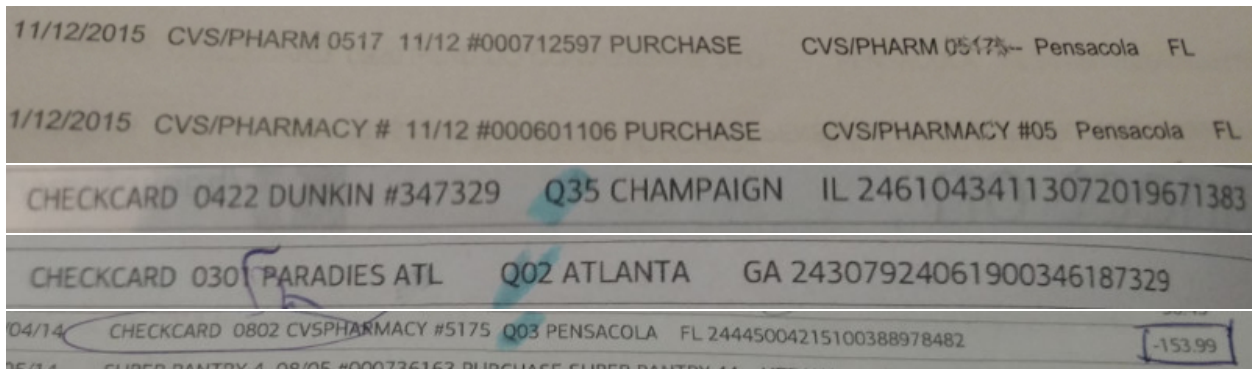 11/12/2015 CVS/PHARM 0517 11/12 #000712597 PURCHASE CVS/PHARM 05175-- Pensacola FL
1/12/2015 CVS/PHARMACY # 11/12 #000601106 PURCHASE CVS/PHARMACY #05 Pensacola FL
CHECKCARD 0422 DUNKIN #347329 Q35 CHAMPAIGN IL 24610434113072019671383
CHECKCARD 0301 PARADIES ATL Q02 ATLANTA GA 24307924061900346187329
/04/14 CHECKCARD 0802 CVSPHARMACY #5175 Q03 PENSACOLA FL 24445004215100388978482 -153.99